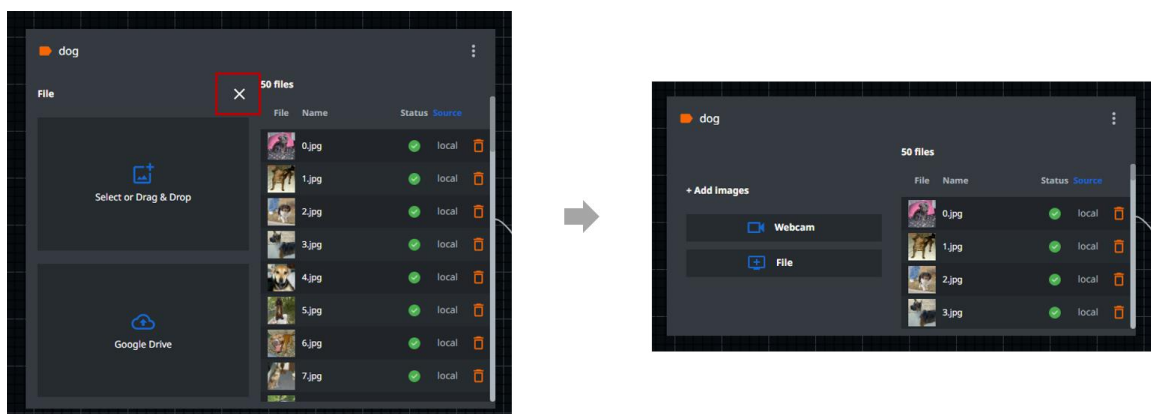 dog
File
50 files
File Name Status Source
0.jpg local
1.jpg local
2.jpg local
3.jpg local
4.jpg local
5.jpg local
6.jpg local
7.jpg local
Select or Drag & Drop
Google Drive
dog
50 files
+ Add images
Webcam
File
File Name Status Source
0.jpg local
1.jpg local
2.jpg local
3.jpg local